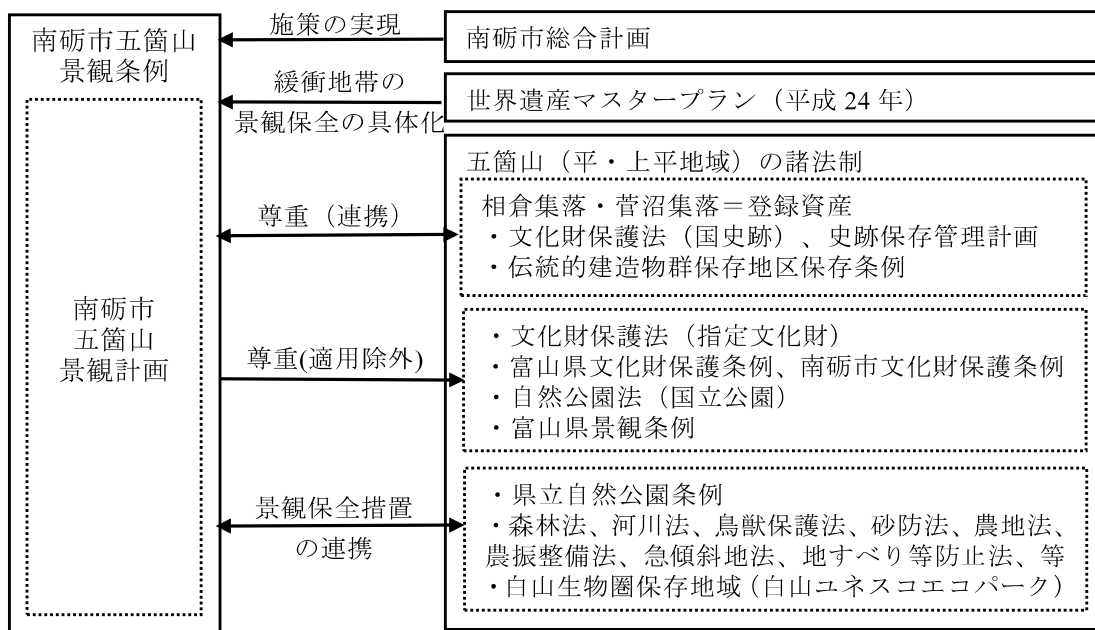 南砺市五箇山
景観条例
南砺市
五箇山
景観計画
施策の実現
緩衝地帯の
景観保全の具体化
尊重（連携）
尊重(適用除外)
景観保全措置
の連携
南砺市総合計画
世界遺産マスタープラン（平成 24 年）
五箇山（平・上平地域）の諸法制
相倉集落・菅沼集落＝登録資産
・文化財保護法（国史跡）、史跡保存管理計画
・伝統的建造物群保存地区保存条例
・文化財保護法（指定文化財）
・富山県文化財保護条例、南砺市文化財保護条例
・自然公園法（国立公園）
・富山県景観条例
・県立自然公園条例
・森林法、河川法、鳥獣保護法、砂防法、農地法、
農振整備法、急傾斜地法、地すべり等防止法、等
・白山生物圏保存地域（白山ユネスコエコパーク）